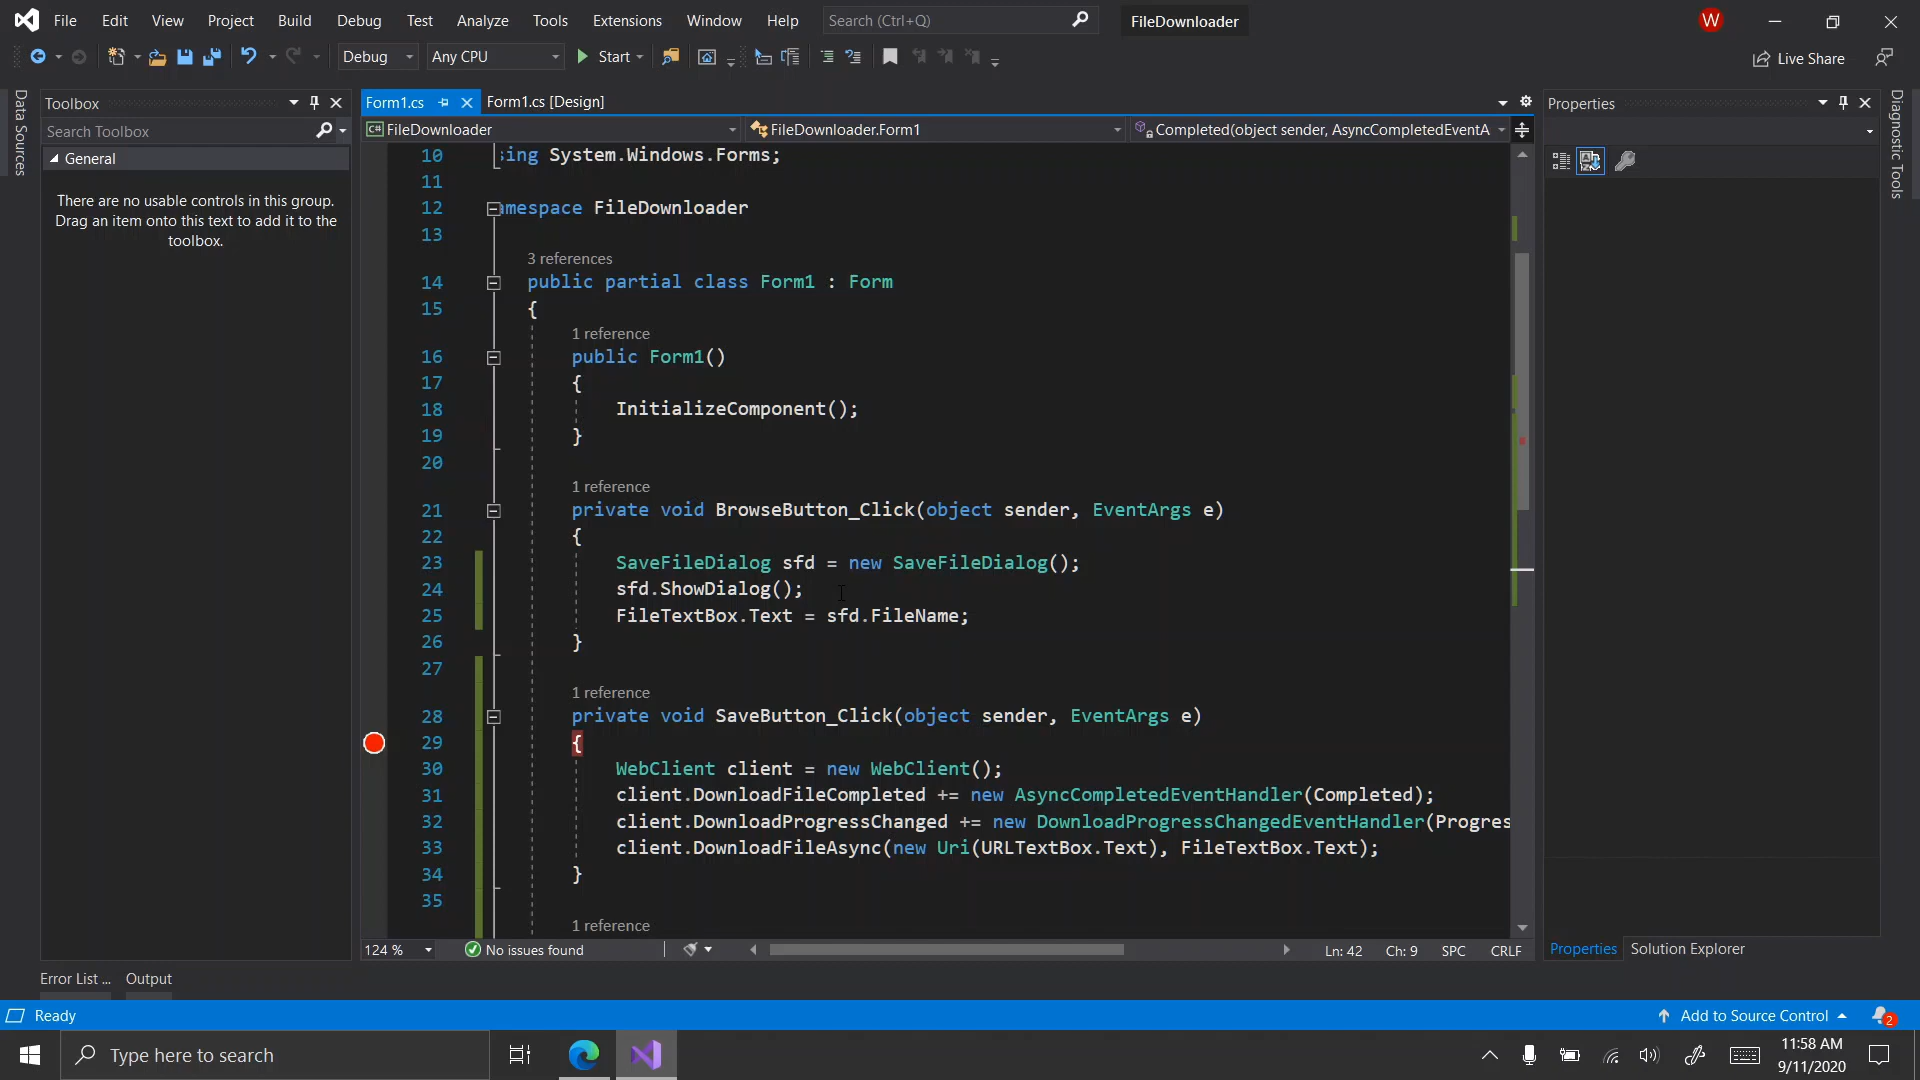 File Edit View Project Build Debug Test Analyze Tools Extensions Window Help Search (Ctrl+Q) FileDownloader W
Debug Any CPU Start Live Share
Data Sources
Toolbox
Search Toolbox
General
There are no usable controls in this group.
Drag an item onto this text to add it to the
toolbox.
Form1.cs Form1.cs [Design]
C# FileDownloader FileDownloader.Form1 Completed(object sender, AsyncCompletedEventA
10 ing System.Windows.Forms;
11
12 mespace FileDownloader
13
3 references
14 public partial class Form1 : Form
15 {
1 reference
16 public Form1()
17 {
18 InitializeComponent();
19 }
20
1 reference
21 private void BrowseButton_Click(object sender, EventArgs e)
22 {
23 SaveFileDialog sfd = new SaveFileDialog();
24 sfd.ShowDialog();
25 FileTextBox.Text = sfd.FileName;
26 }
27
1 reference
28 private void SaveButton_Click(object sender, EventArgs e)
29 {
30 WebClient client = new WebClient();
31 client.DownloadFileCompleted += new AsyncCompletedEventHandler(Completed);
32 client.DownloadProgressChanged += new DownloadProgressChangedEventHandler(Progres
33 client.DownloadFileAsync(new Uri(URLTextBox.Text), FileTextBox.Text);
34 }
35
1 reference
124 % No issues found Ln: 42 Ch: 9 SPC CRLF
Properties
Properties Solution Explorer
Diagnostic Tools
Error List ... Output
Ready Add to Source Control 2
Type here to search
11:58 AM
9/11/2020